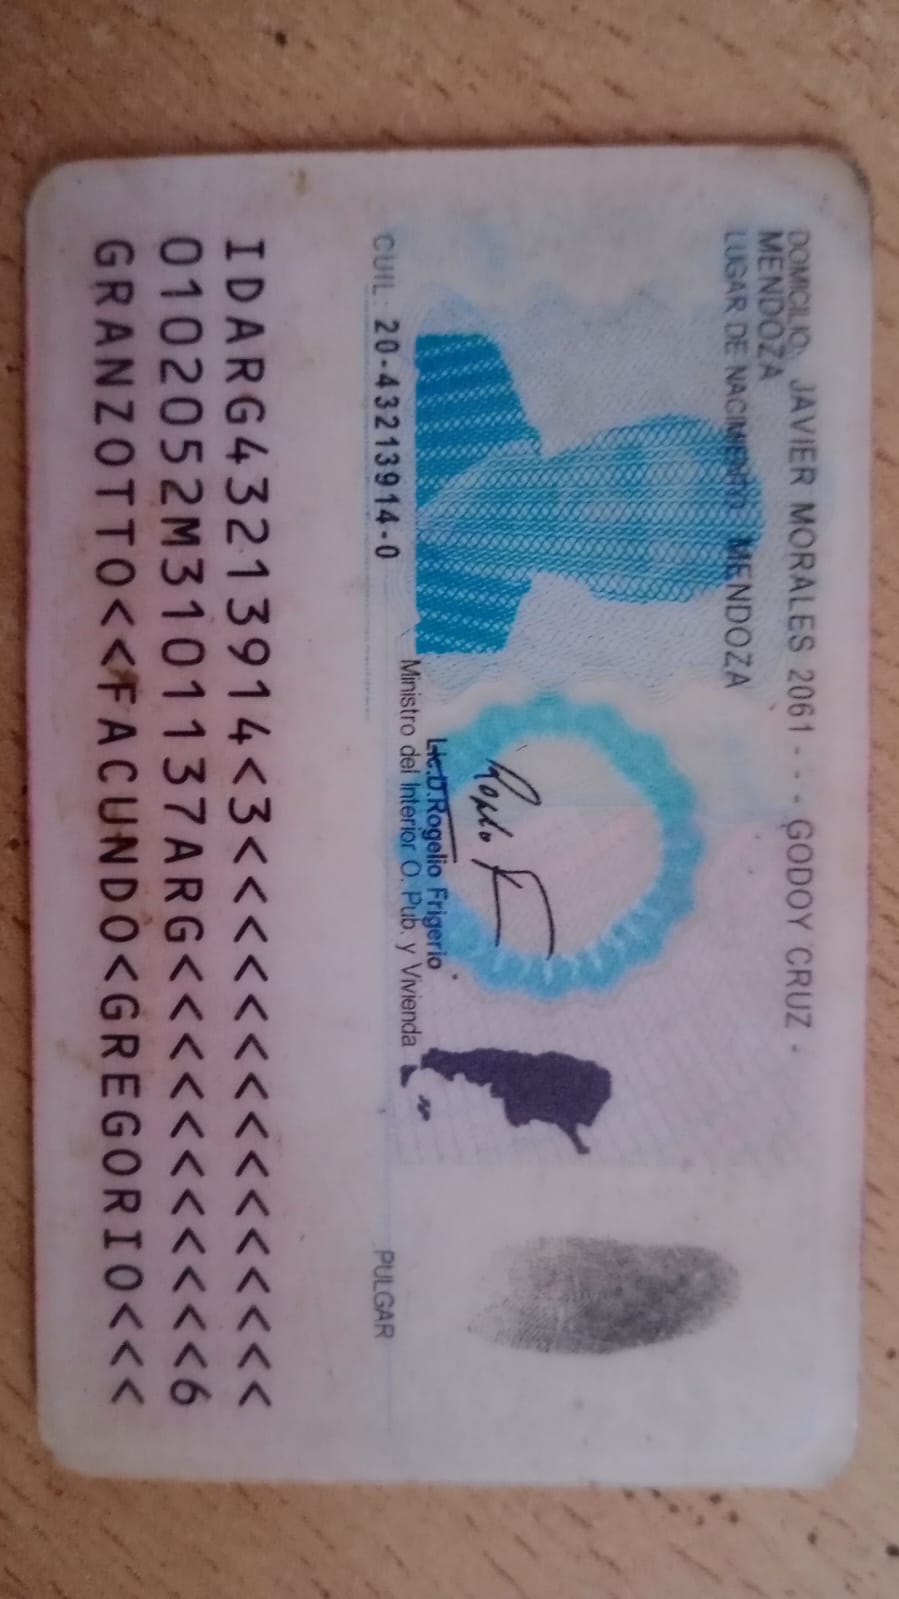 DOMICILIO: JAVIER MORALES 2061 - - - GODOY CRUZ -
MENDOZA
LUGAR DE NACIMIENTO: MENDOZA
Lic.D.Rogelio Frigerio
Ministro del Interior O. Pub. y Vivienda
CUIL: 20-43213914-0
PULGAR
IDARG43213914<3<<<<<<<<<<<<<<<
0102052M3101137ARG<<<<<<<<<<<6
GRANZOTTO<<FACUNDO<GREGORIO<<<